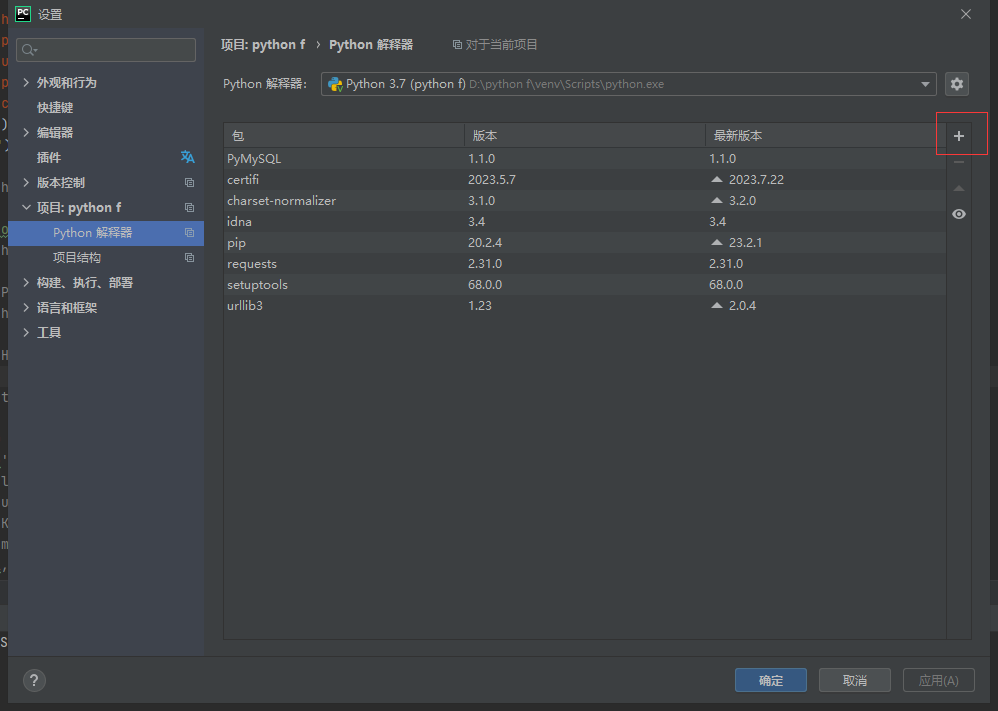 PC 设置
外观和行为
快捷键
编辑器
插件
版本控制
项目: python f
Python 解释器
项目结构
构建、执行、部署
语言和框架
工具
项目: python f › Python 解释器 对于当前项目
Python 解释器: Python 3.7 (python f) D:\python f\venv\Scripts\python.exe
包 版本 最新版本
PyMySQL 1.1.0 1.1.0
certifi 2023.5.7 2023.7.22
charset-normalizer 3.1.0 3.2.0
idna 3.4 3.4
pip 20.2.4 23.2.1
requests 2.31.0 2.31.0
setuptools 68.0.0 68.0.0
urllib3 1.23 2.0.4
? 确定 取消 应用(A)